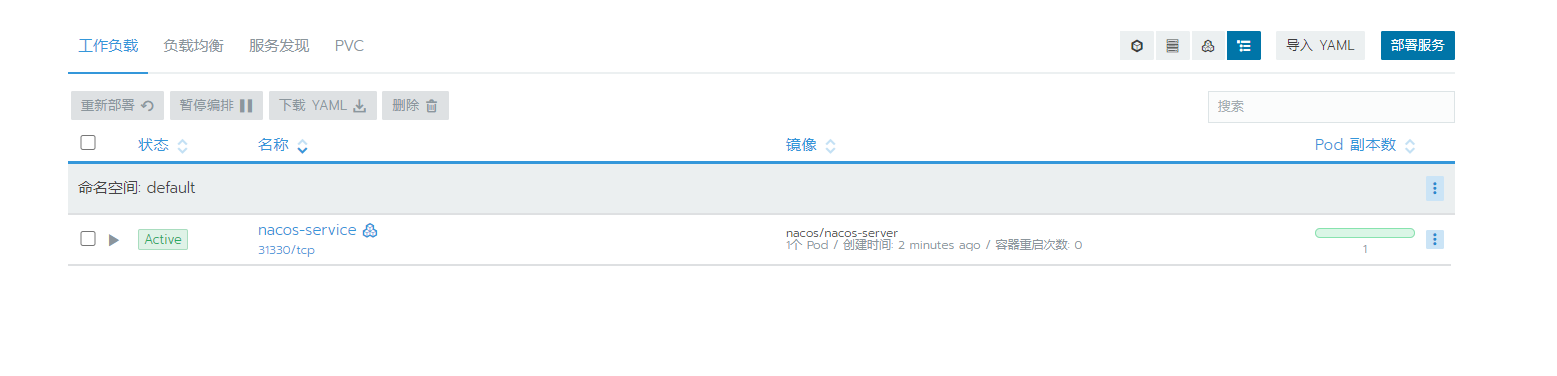 工作负载 负载均衡 服务发现 PVC 导入 YAML 部署服务
重新部署 暂停编排 下载 YAML 删除 搜索
状态 名称 镜像 Pod 副本数
命名空间: default
Active nacos-service nacos/nacos-server
31330/tcp 1个 Pod / 创建时间: 2 minutes ago / 容器重启次数: 0 1